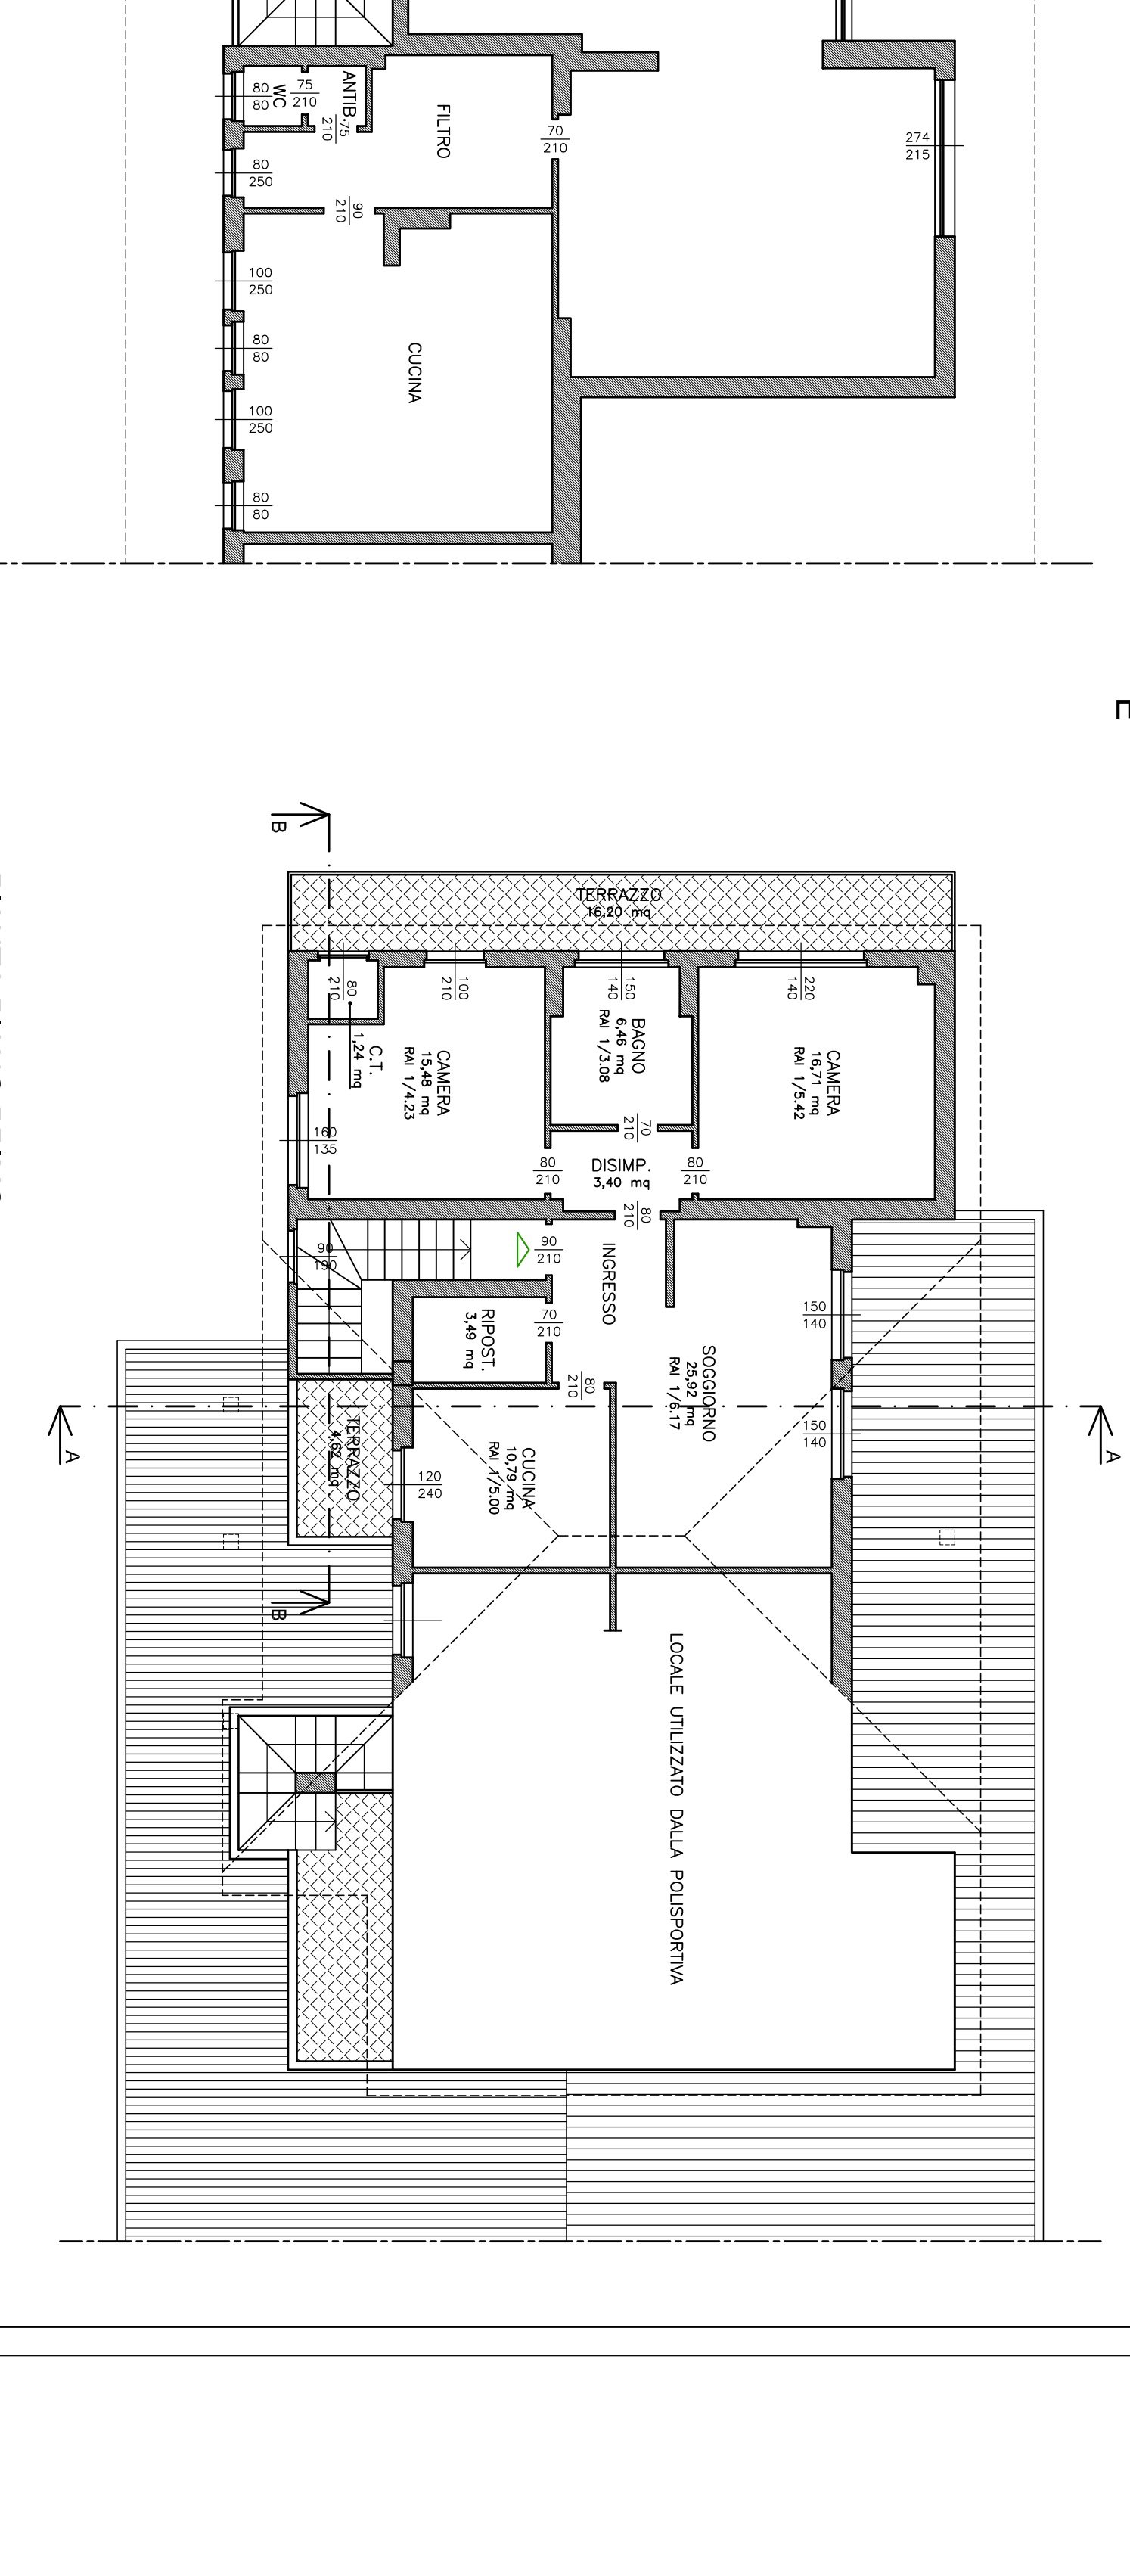 WC
80
80
75
210
ANTIB.
75
210
FILTRO
70
210
274
215
80
250
90
210
100
250
80
80
CUCINA
100
250
80
80
B
TERRAZZO
16,20 mq
80
210
100
210
150
140
220
140
C.T.
1,24 mq
CAMERA
15,48 mq
RAI 1/4.23
BAGNO
6,46 mq
RAI 1/3.08
CAMERA
16,71 mq
RAI 1/5.42
160
135
70
210
80
210
DISIMP.
3,40 mq
80
210
80
210
90
190
90
210
INGRESSO
RIPOST.
3,49 mq
70
210
150
140
SOGGIORNO
25,92 mq
RAI 1/6.17
80
210
A
A
150
140
TERRAZZO
4,62 mq
120
240
CUCINA
10,79 mq
RAI 1/5.00
B
LOCALE UTILIZZATO DALLA POLISPORTIVA